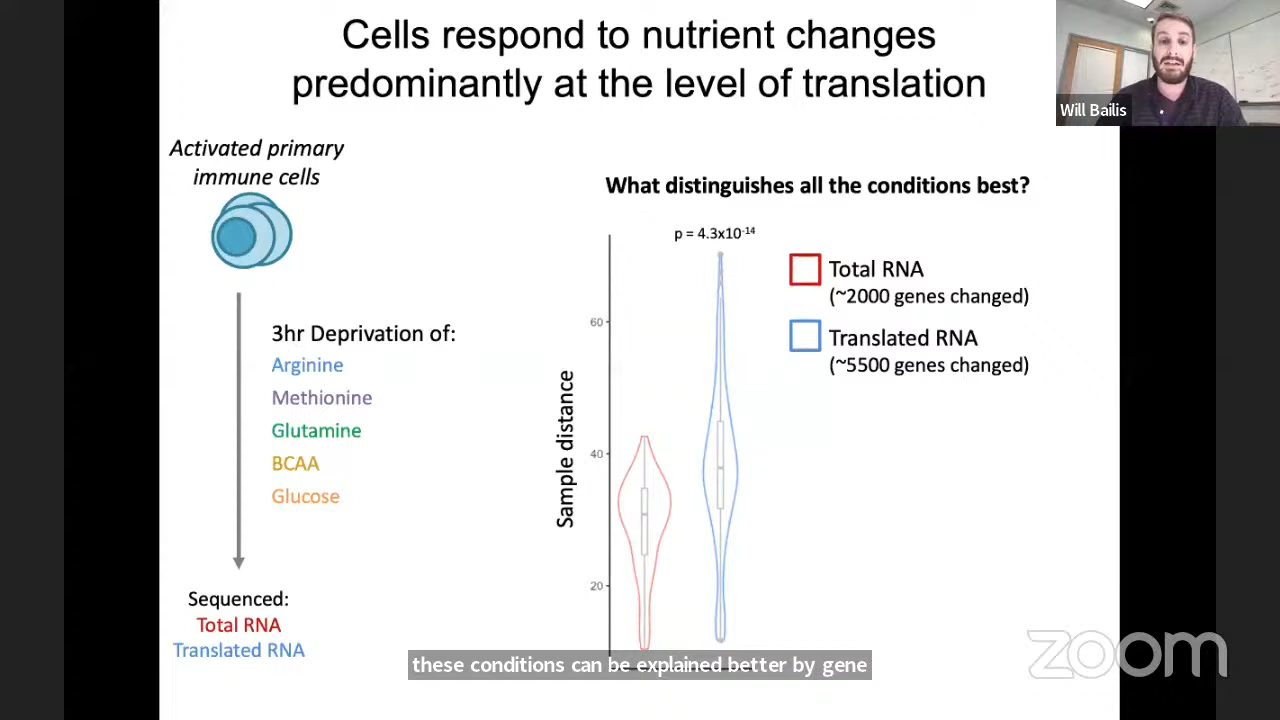 Cells respond to nutrient changes
predominantly at the level of translation
Will Bailis
Activated primary
immune cells
3hr Deprivation of:
Arginine
Methionine
Glutamine
BCAA
Glucose
Sequenced:
Total RNA
Translated RNA
What distinguishes all the conditions best?
p = 4.3x10⁻¹⁴
Sample distance
60
40
20
Total RNA
(~2000 genes changed)
Translated RNA
(~5500 genes changed)
these conditions can be explained better by gene
zoom